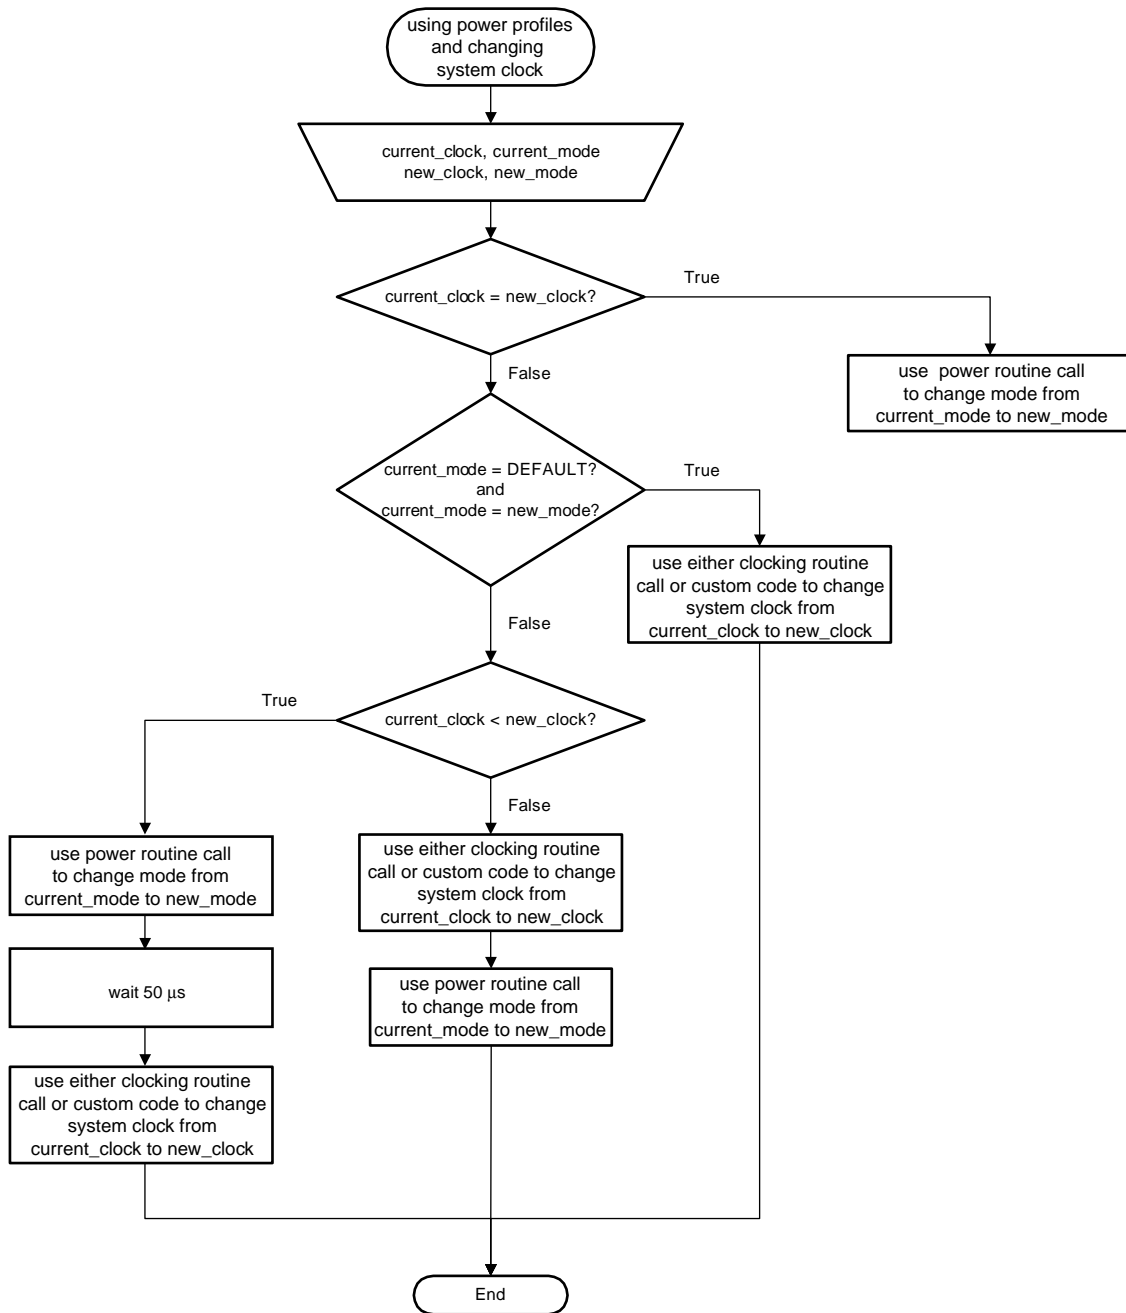 using power profiles
and changing
system clock
current_clock, current_mode
new_clock, new_mode
current_clock = new_clock?
True
False
use power routine call
to change mode from
current_mode to new_mode
current_mode = DEFAULT?
and
current_mode = new_mode?
True
False
use either clocking routine
call or custom code to change
system clock from
current_clock to new_clock
current_clock < new_clock?
True
False
use power routine call
to change mode from
current_mode to new_mode
wait 50 μs
use either clocking routine
call or custom code to change
system clock from
current_clock to new_clock
use either clocking routine
call or custom code to change
system clock from
current_clock to new_clock
use power routine call
to change mode from
current_mode to new_mode
End